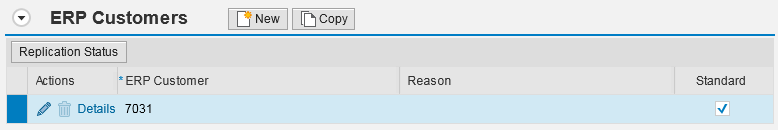 ERP Customers New Copy
Replication Status
Actions *ERP Customer Reason Standard
Details 7031